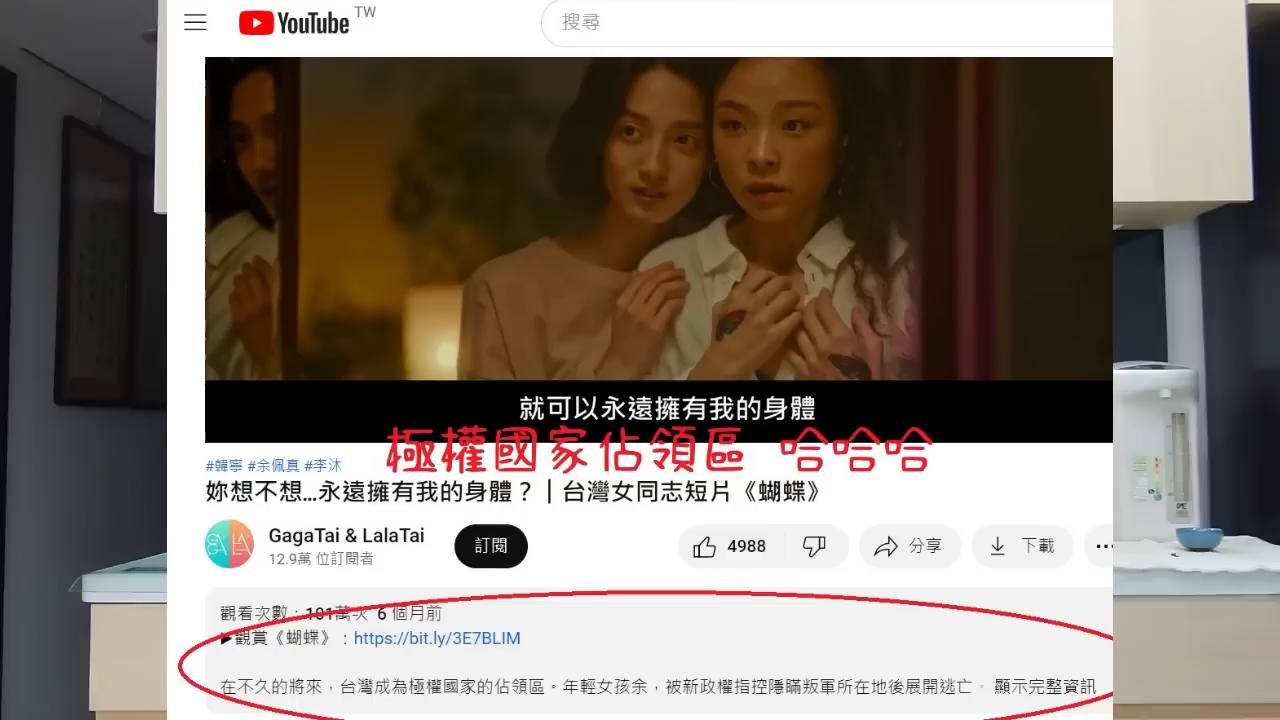 YouTube TW
搜尋
就可以永遠擁有我的身體
極權國家佔領區 哈哈哈
#韓寧 #余佩真 #李沐
妳想不想...永遠擁有我的身體？｜台灣女同志短片《蝴蝶》
GagaTai & LalaTai
12.9萬 位訂閱者
訂閱
4988
分享
下載
觀看次數：191萬次 6 個月前
▶觀賞《蝴蝶》：https://bit.ly/3E7BLIM
在不久的將來，台灣成為極權國家的佔領區。年輕女孩余，被新政權指控隱瞞叛軍所在地後展開逃亡。 顯示完整資訊